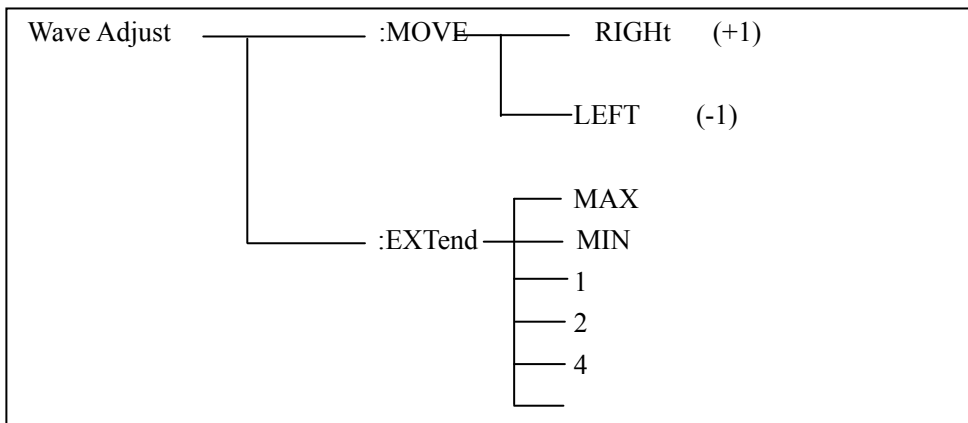 Wave Adjust :MOVE RIGHt (+1)
LEFT (-1)
MAX
:EXTend MIN
1
2
4